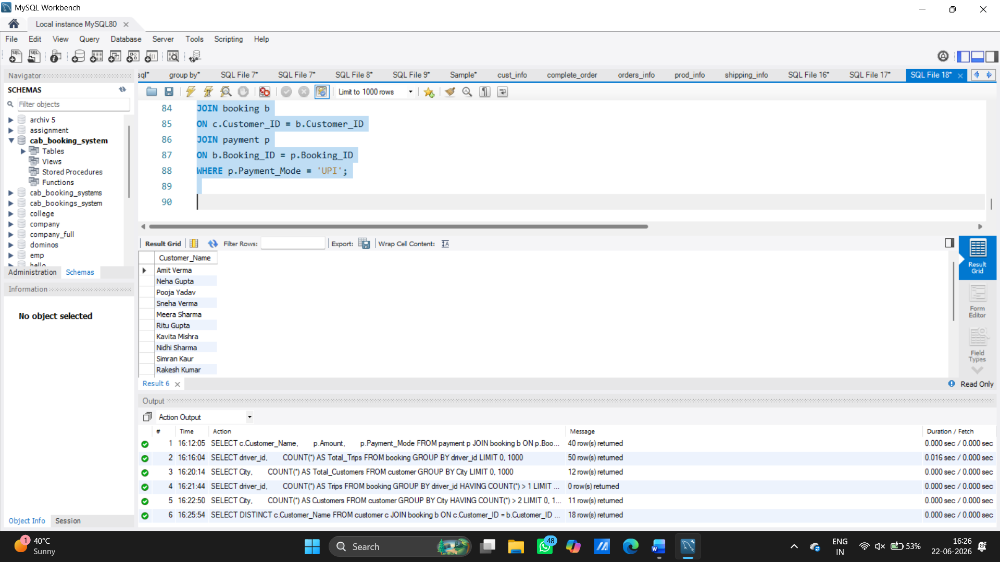 MySQL Workbench
Local instance MySQL80
File Edit View Query Database Server Tools Scripting Help
Navigator
sql* group by* SQL File 7* SQL File 7* SQL File 8* SQL File 9* Sample* cust_info complete_order orders_info prod_info shipping_info SQL File 16* SQL File 17* SQL File 18*
SCHEMAS
Limit to 1000 rows
Filter objects
archiv 5
assignment
cab_booking_system
Tables
Views
Stored Procedures
Functions
cab_booking_systems
cab_bookings_system
college
company
company_full
dominos
emp
hello
Administration Schemas
Information
No object selected
Object Info Session
84 JOIN booking b
85 ON c.Customer_ID = b.Customer_ID
86 JOIN payment p
87 ON b.Booking_ID = p.Booking_ID
88 WHERE p.Payment_Mode = 'UPI';
89
90
Result Grid Filter Rows: Export: Wrap Cell Content:
Customer_Name
Amit Verma
Neha Gupta
Pooja Yadav
Sneha Verma
Meera Sharma
Ritu Gupta
Kavita Mishra
Nidhi Sharma
Simran Kaur
Rakesh Kumar
Result Grid
Form Editor
Field Types
Result 6
Read Only
Output
Action Output
# Time Action Message Duration / Fetch
1 16:12:05 SELECT c.Customer_Name, p.Amount, p.Payment_Mode FROM payment p JOIN booking b ON p.Boo... 40 row(s) returned 0.000 sec / 0.000 sec
2 16:16:04 SELECT driver_id, COUNT(*) AS Total_Trips FROM booking GROUP BY driver_id LIMIT 0, 1000 50 row(s) returned 0.016 sec / 0.000 sec
3 16:20:14 SELECT City, COUNT(*) AS Total_Customers FROM customer GROUP BY City LIMIT 0, 1000 12 row(s) returned 0.000 sec / 0.000 sec
4 16:21:44 SELECT driver_id, COUNT(*) AS Trips FROM booking GROUP BY driver_id HAVING COUNT(*) > 1 LIMIT ... 0 row(s) returned 0.000 sec / 0.000 sec
5 16:22:50 SELECT City, COUNT(*) AS Customers FROM customer GROUP BY City HAVING COUNT(*) > 2 LIMIT 0, 1... 11 row(s) returned 0.000 sec / 0.000 sec
6 16:25:54 SELECT DISTINCT c.Customer_Name FROM customer c JOIN booking b ON c.Customer_ID = b.Customer_ID ... 18 row(s) returned 0.000 sec / 0.000 sec
1
40°C
Sunny
Search
48
ENG
IN
53%
16:26
22-06-2026